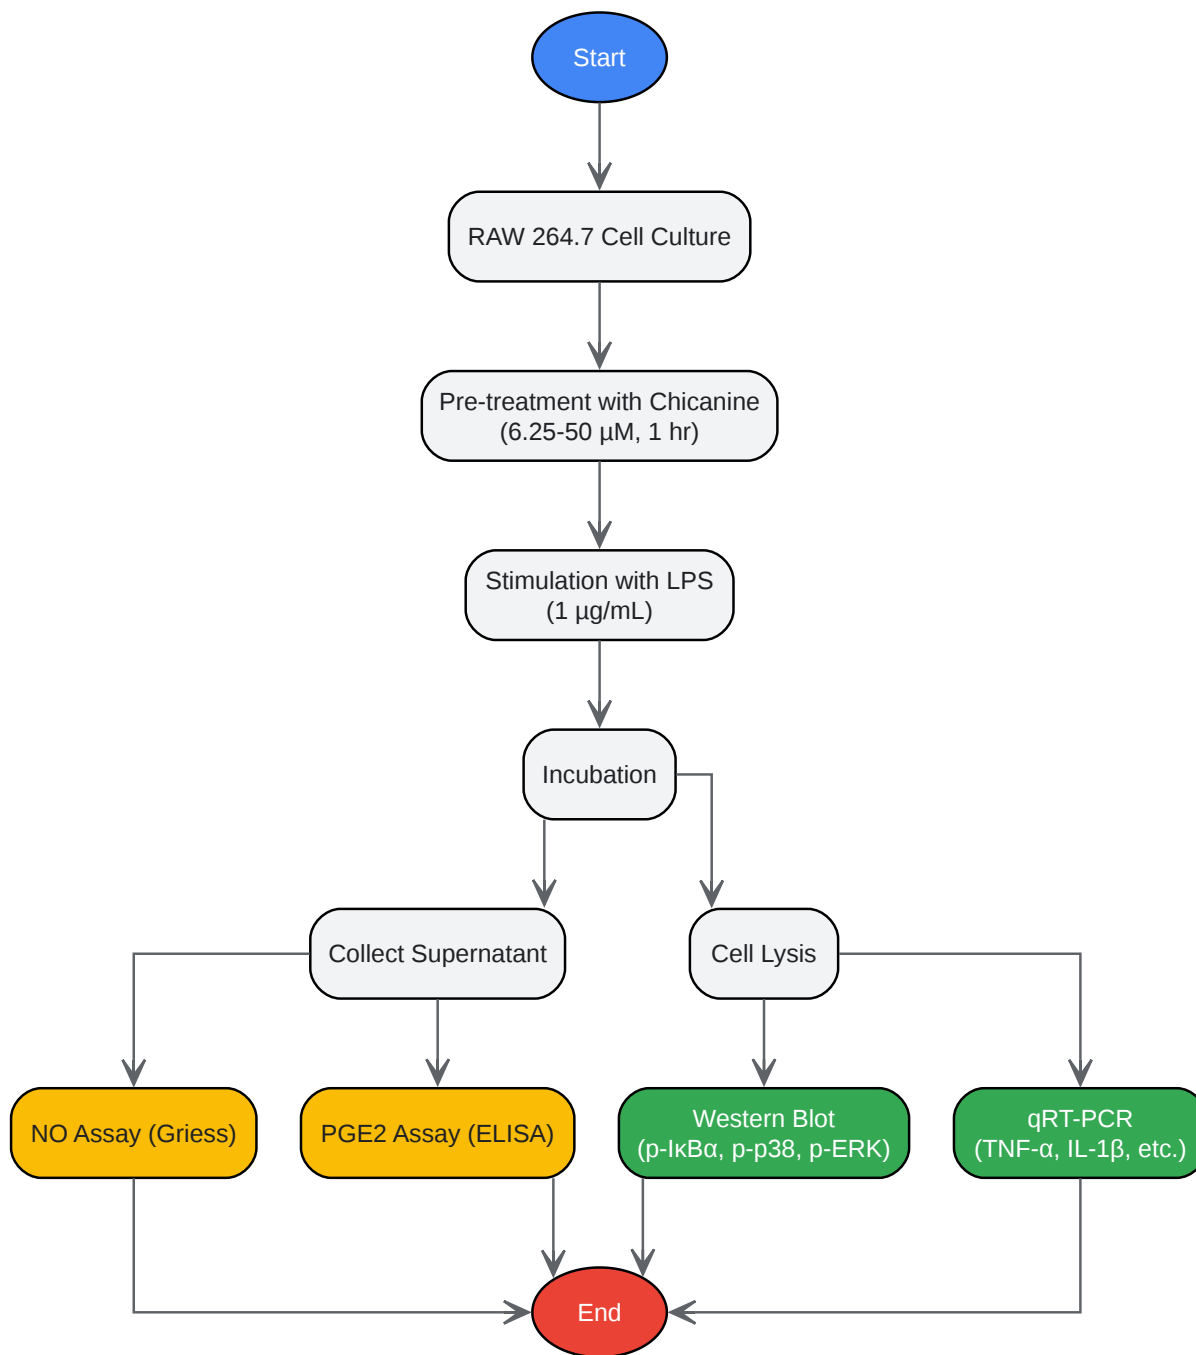 Start
RAW 264.7 Cell Culture
Pre-treatment with Chicanine
(6.25-50 µM, 1 hr)
Stimulation with LPS
(1 µg/mL)
Incubation
Collect Supernatant
Cell Lysis
NO Assay (Griess)
PGE2 Assay (ELISA)
Western Blot
(p-IκBα, p-p38, p-ERK)
qRT-PCR
(TNF-α, IL-1β, etc.)
End